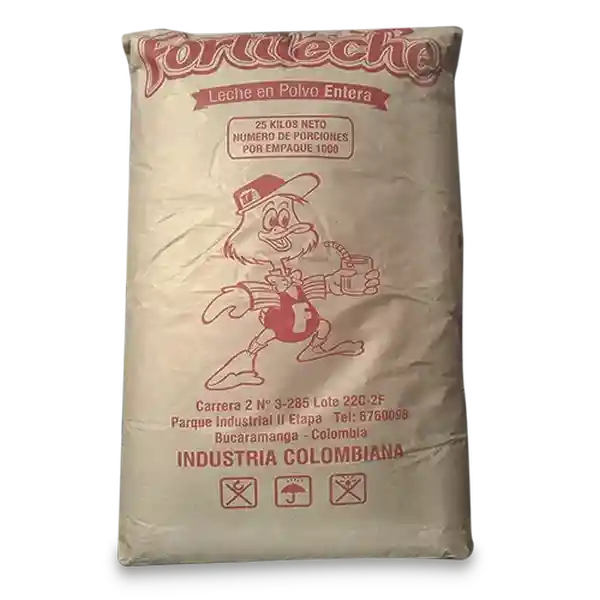 Fortileche
Leche en Polvo Entera
25 KILOS NETO
NUMERO DE PORCIONES
POR EMPAQUE 1000
F
Carrera 2 N° 3-285 Lote 22C-2F
Parque Industrial II Etapa Tel: 6760098
Bucaramanga - Colombia
INDUSTRIA COLOMBIANA